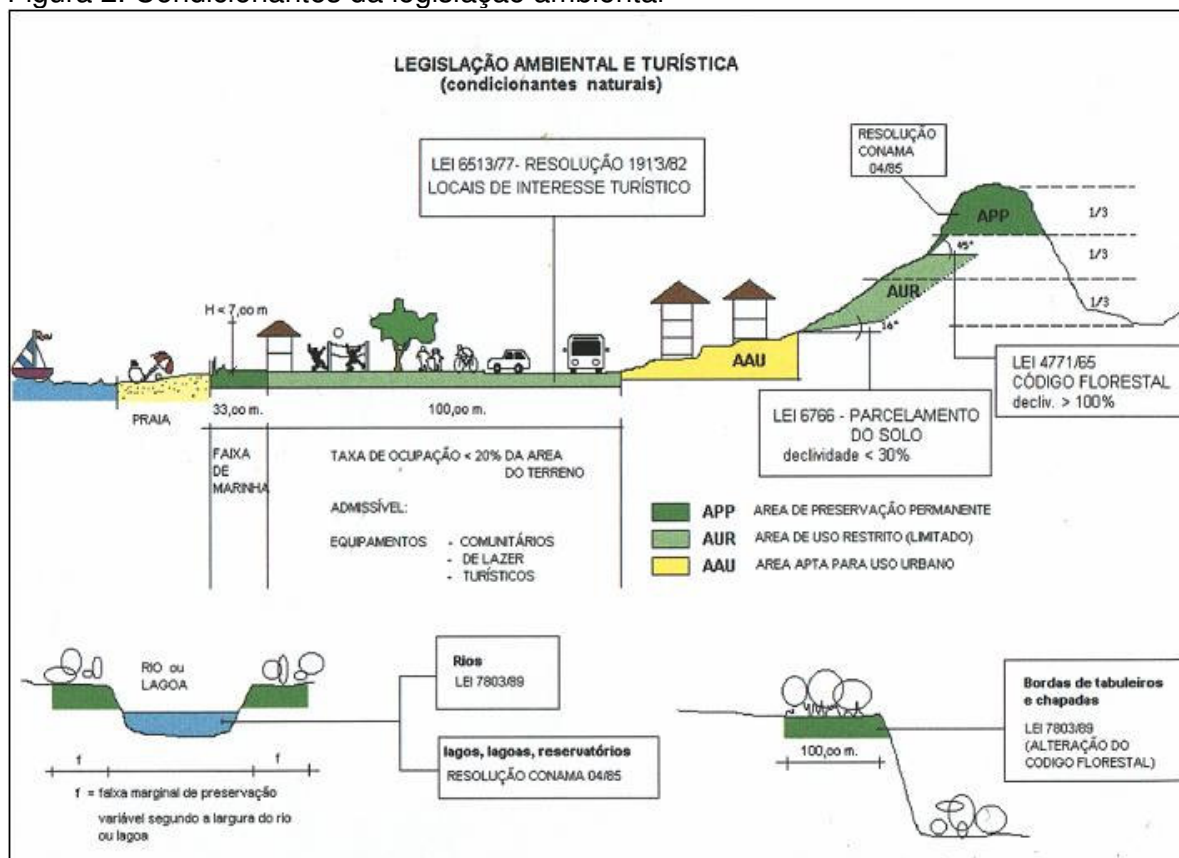 Figura 2. Condicionantes da legislação ambiental
LEGISLAÇÃO AMBIENTAL E TURÍSTICA
(condicionantes naturais)
LEI 6513/77- RESOLUÇÃO 1913/82
LOCAIS DE INTERESSE TURÍSTICO
RESOLUÇÃO
CONAMA
04/85
APP
1/3
45°
1/3
AUR
1/3
16°
H < 7,00 m
AAU
PRAIA
33,00 m.
100,00 m.
LEI 4771/65
CÓDIGO FLORESTAL
decliv. > 100%
LEI 6766 - PARCELAMENTO
DO SOLO
declividade < 30%
FAIXA
DE
MARINHA
TAXA DE OCUPAÇÃO < 20% DA AREA
DO TERRENO
ADMISSÍVEL:
EQUIPAMENTOS - COMUNITÁRIOS
- DE LAZER
- TURÍSTICOS
APP AREA DE PRESERVAÇÃO PERMANENTE
AUR AREA DE USO RESTRITO (LIMITADO)
AAU AREA APTA PARA USO URBANO
RIO ou
LAGOA
f
f
f = faixa marginal de preservação
variável segundo a largura do rio
ou lagoa
Rios
LEI 7803/89
lagos, lagoas, reservatórios
RESOLUÇÃO CONAMA 04/85
100,00 m.
Bordas de tabuleiros
e chapadas
LEI 7803/89
(ALTERAÇÃO DO
CODIGO FLORESTAL)